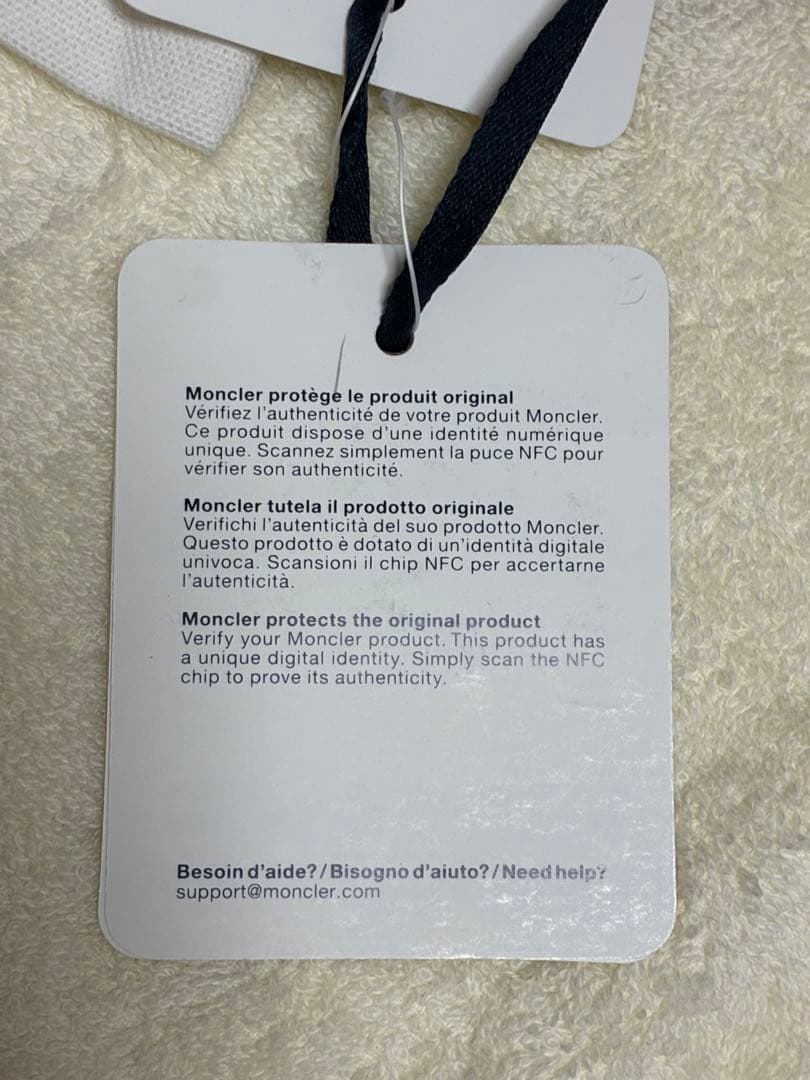 Moncler protège le produit original
Vérifiez l'authenticité de votre produit Moncler.
Ce produit dispose d'une identité numérique
unique. Scannez simplement la puce NFC pour
vérifier son authenticité.
Moncler tutela il prodotto originale
Verifichi l'autenticità del suo prodotto Moncler.
Questo prodotto è dotato di un'identità digitale
univoca. Scansioni il chip NFC per accertarne
l'autenticità.
Moncler protects the original product
Verify your Moncler product. This product has
a unique digital identity. Simply scan the NFC
chip to prove its authenticity.
Besoin d'aide?/Bisogno d'aiuto?/Need help?
support@moncler.com